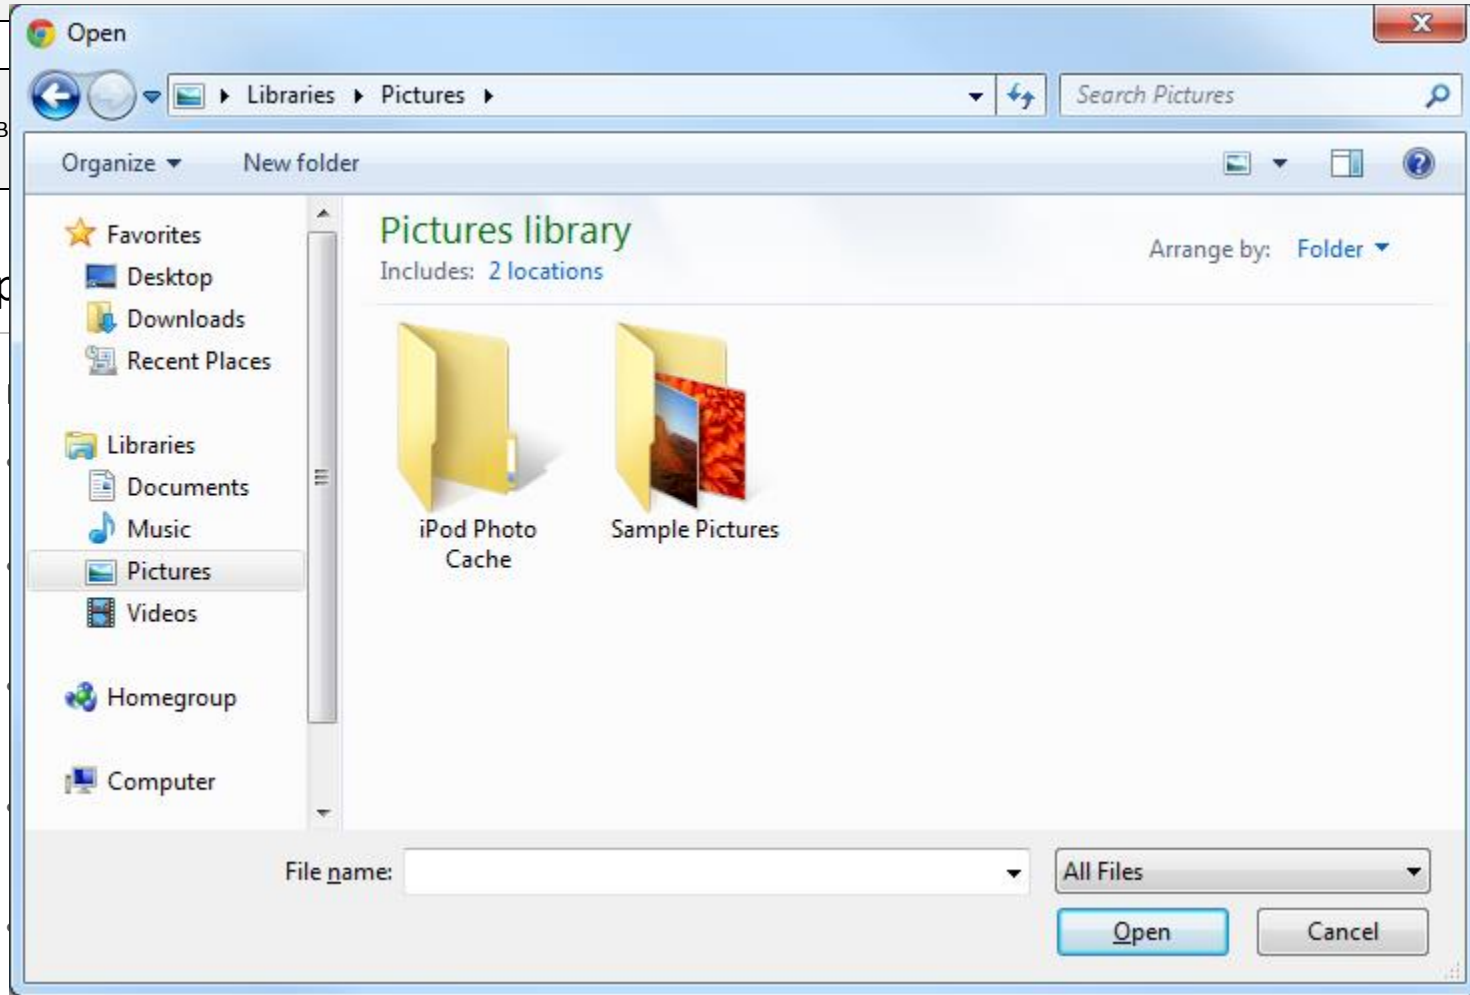 Open
Libraries Pictures
Search Pictures
Organize New folder
Favorites
Desktop
Downloads
Recent Places
Libraries
Documents
Music
Pictures
Videos
Homegroup
Computer
Pictures library
Includes: 2 locations
Arrange by: Folder
iPod Photo
Cache
Sample Pictures
File name:
All Files
Open Cancel